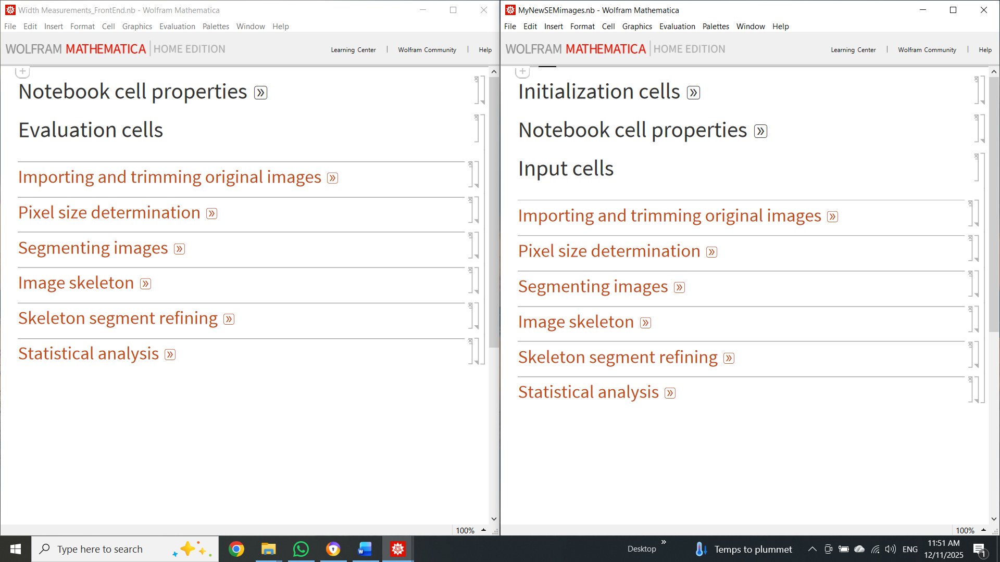 Width Measurements_FrontEnd.nb - Wolfram Mathematica
File Edit Insert Format Cell Graphics Evaluation Palettes Window Help
WOLFRAM MATHEMATICA | HOME EDITION
Learning Center | Wolfram Community | Help
Notebook cell properties »
Evaluation cells
Importing and trimming original images »
Pixel size determination »
Segmenting images »
Image skeleton »
Skeleton segment refining »
Statistical analysis »
100%
MyNewSEMimages.nb - Wolfram Mathematica
File Edit Insert Format Cell Graphics Evaluation Palettes Window Help
WOLFRAM MATHEMATICA | HOME EDITION
Learning Center | Wolfram Community | Help
Initialization cells »
Notebook cell properties »
Input cells
Importing and trimming original images »
Pixel size determination »
Segmenting images »
Image skeleton »
Skeleton segment refining »
Statistical analysis »
100%
Type here to search
Desktop »
Temps to plummet
ENG
11:51 AM
12/11/2025
1